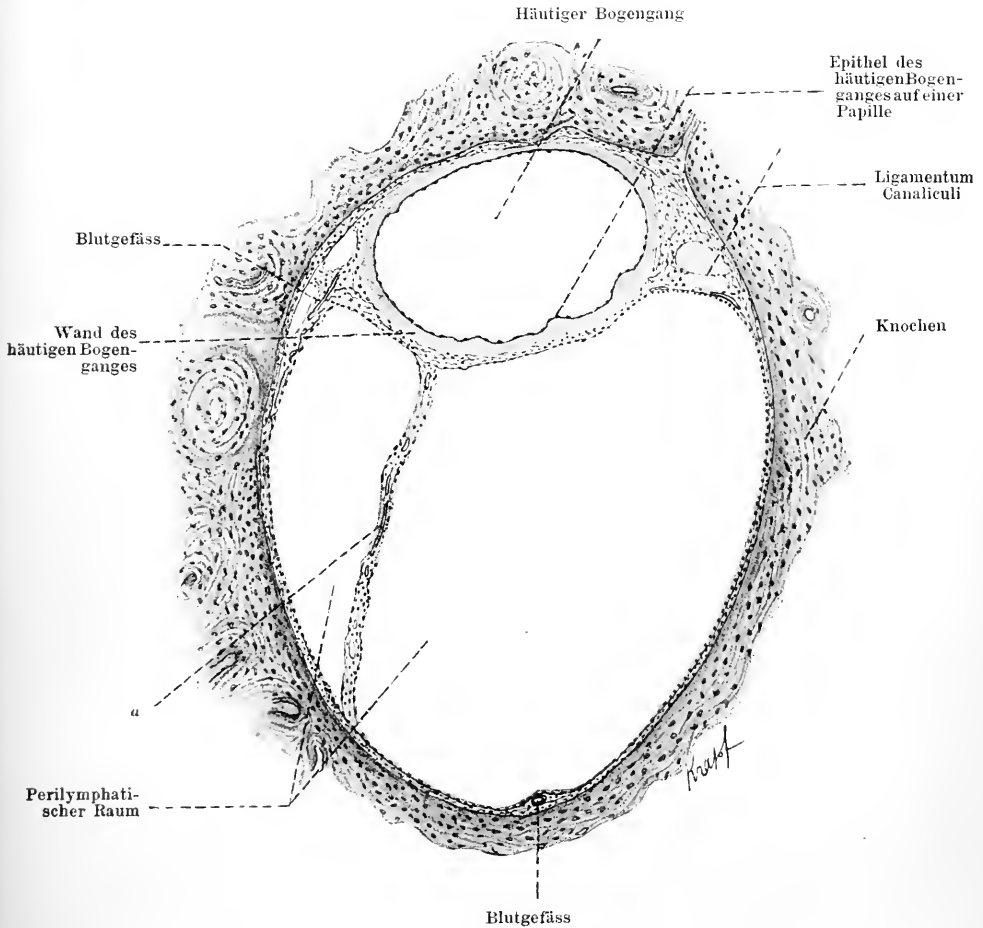 Häutiger Bogengang
Epithel des
häutigen Bogen-
ganges auf einer
Papille
Ligamentum
Canaliculi
Blutgefäss
Knochen
Wand des
häutigen Bogen-
ganges
a
Perilymphati-
scher Raum
Blutgefäss